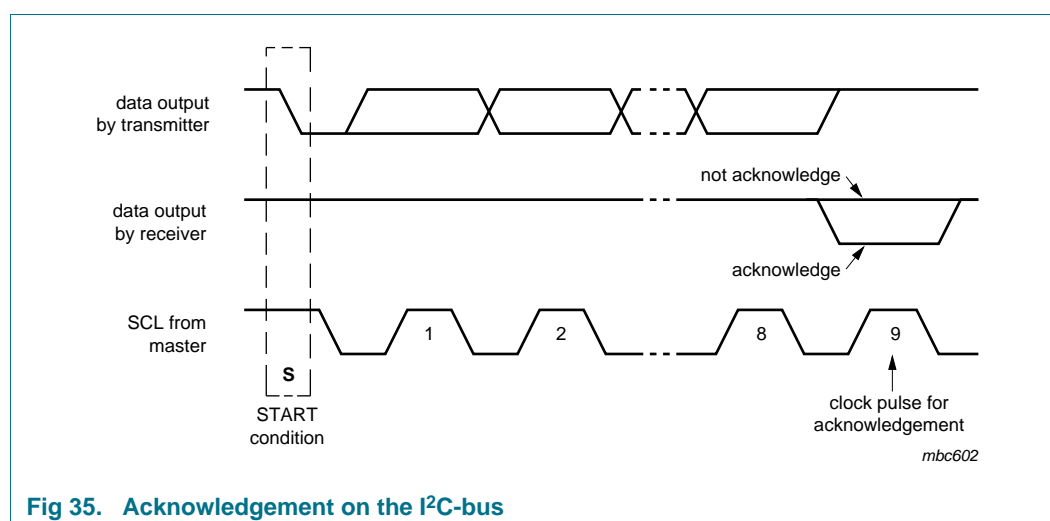 data output
by transmitter
not acknowledge
data output
by receiver
acknowledge
SCL from
master
1
2
8
9
S
START
condition
clock pulse for
acknowledgement
mbc602
Fig 35. Acknowledgement on the I²C-bus